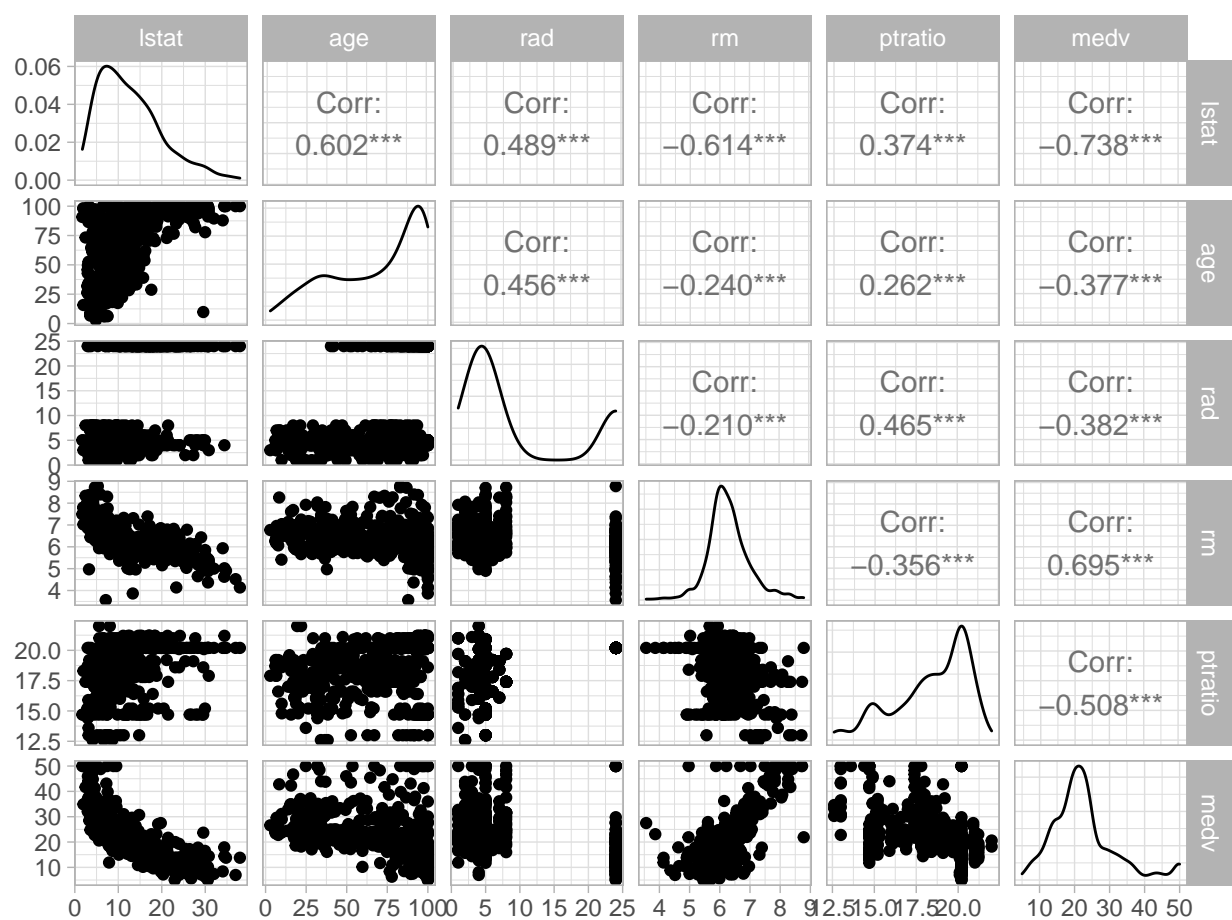 lstat age rad rm ptratio medv
0.06
0.04
0.02
0.00
Corr:
0.602***
Corr:
0.489***
Corr:
−0.614***
Corr:
0.374***
Corr:
−0.738***
lstat
100
75
50
25
0
Corr:
0.456***
Corr:
−0.240***
Corr:
0.262***
Corr:
−0.377***
age
25
20
15
10
5
0
Corr:
−0.210***
Corr:
0.465***
Corr:
−0.382***
rad
9
8
7
6
5
4
Corr:
−0.356***
Corr:
0.695***
rm
20.0
17.5
15.0
12.5
Corr:
−0.508***
ptratio
50
40
30
20
10
medv
0 10 20 30 0 25 50 75 100 0 5 10 15 20 25 4 5 6 7 8 9 12.5 15.0 17.5 20.0 10 20 30 40 50